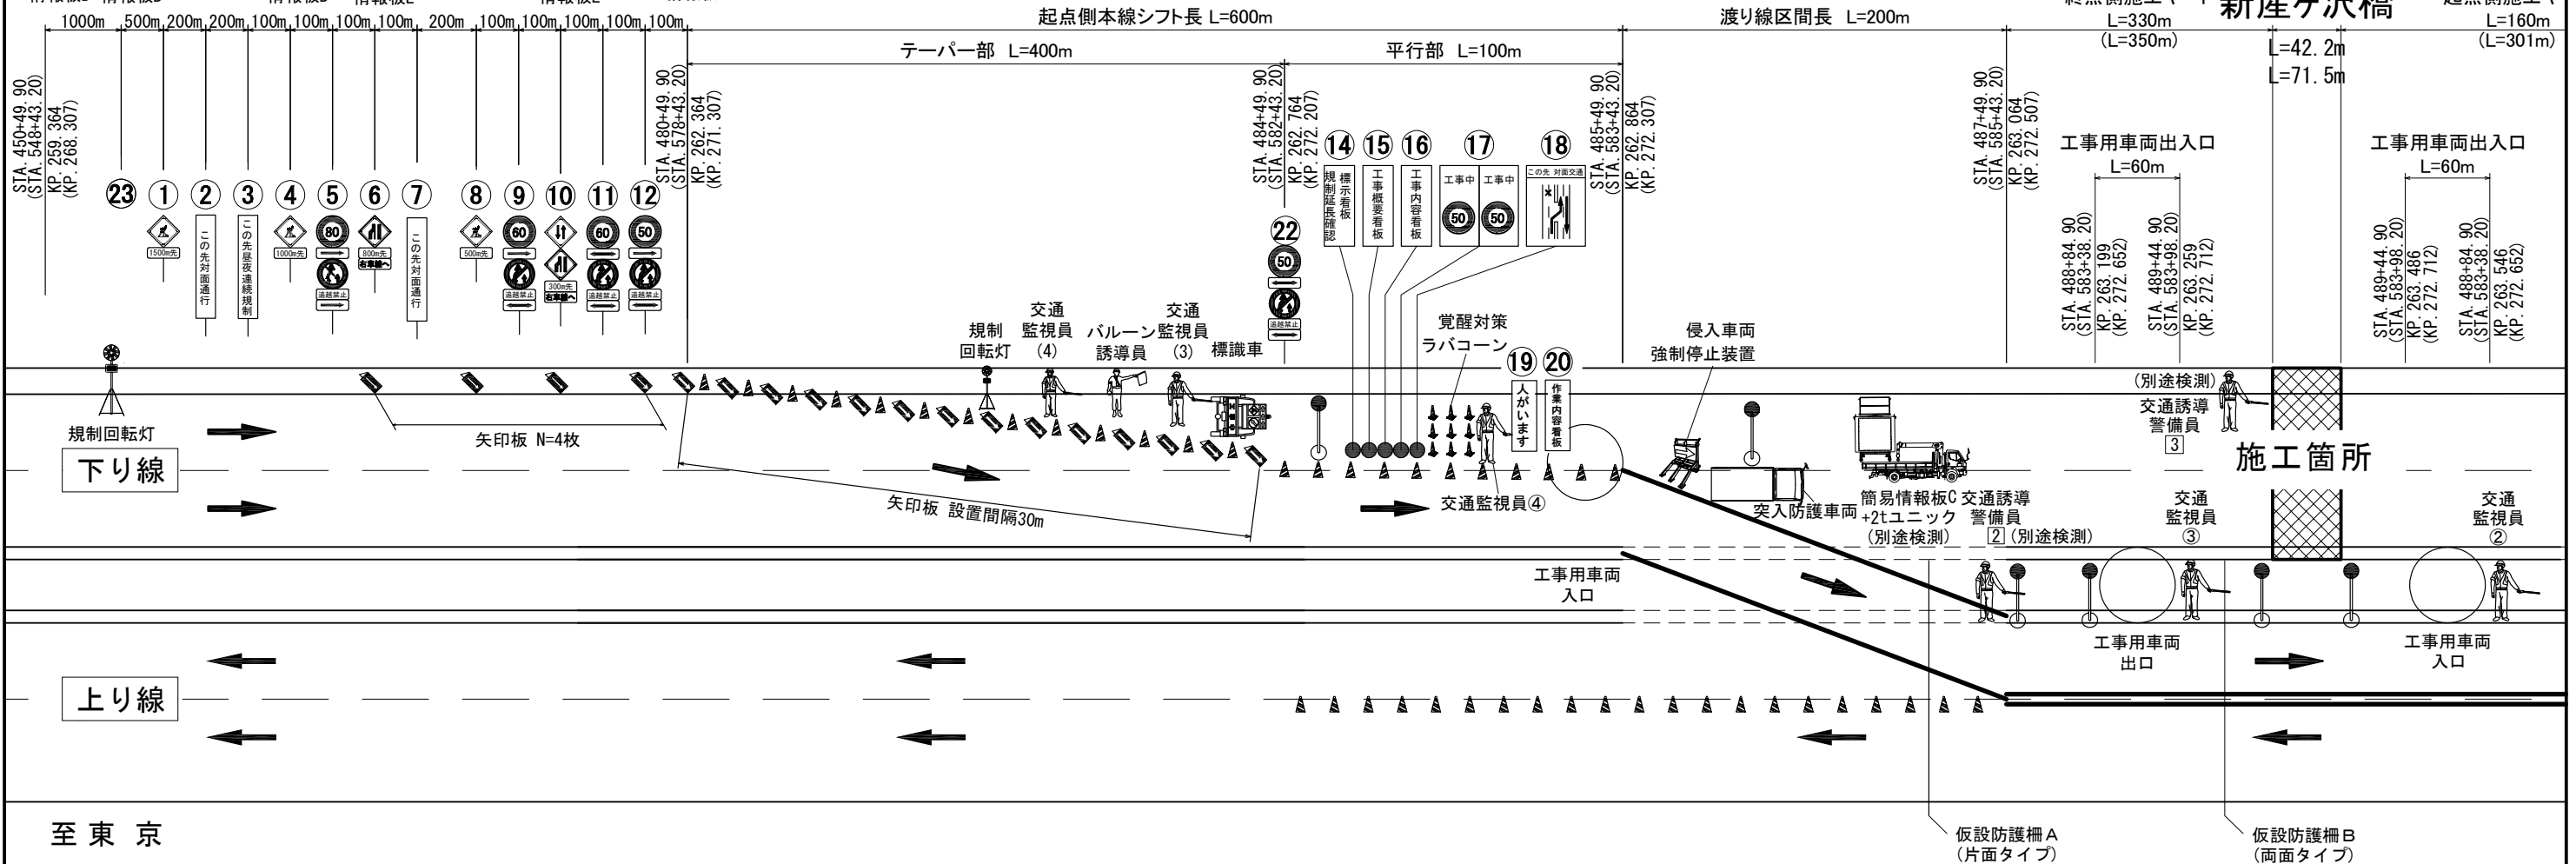 1000m 500m 200m 200m 100m 100m 100m 100m 200m 100m 100m 100m 100m 100m
起点側本線シフト長 L=600m
渡り線区間長 L=200m
L=330m
(L=350m)
新産ヶ沢橋
L=42.2m
L=71.5m
L=160m
(L=301m)
テーパー部 L=400m
平行部 L=100m
STA. 450+49. 90
(STA. 548+43. 20)
KP. 259. 364
(KP. 268. 307)
STA. 480+49. 90
(STA. 578+43. 20)
KP. 262. 364
(KP. 271. 307)
STA. 484+49. 90
(STA. 582+43. 20)
KP. 262. 764
(KP. 272. 207)
STA. 485+49. 90
(STA. 583+43. 20)
KP. 262. 864
(KP. 272. 307)
STA. 487+49. 90
(STA. 585+43. 20)
KP. 263. 064
(KP. 272. 507)
工事用車両出入口
L=60m
STA. 488+84. 90
(STA. 583+38. 20)
KP. 263. 199
(KP. 272. 652)
STA. 489+44. 90
(STA. 583+98. 20)
KP. 263. 259
(KP. 272. 712)
工事用車両出入口
L=60m
STA. 489+44. 90
(STA. 583+98. 20)
KP. 263. 486
(KP. 272. 712)
STA. 488+84. 90
(STA. 583+38. 20)
KP. 263. 546
(KP. 272. 652)
㉓ ① ② ③ ④ ⑤ ⑥ ⑦ ⑧ ⑨ ⑩ ⑪ ⑫
1500m先
この先対面通行
この先昼夜連続規制
1000m先
80
追越禁止
800m先
右車線へ
この先対面通行
500m先
60
追越禁止
300m先
右車線へ
60
追越禁止
50
追越禁止
㉒
50
追越禁止
⑭ ⑮ ⑯ ⑰ ⑱
標示看板
規制延長確認
工事概要看板
工事内容看板
工事中
50
工事中
50
この先 対面交通
規制回転灯
矢印板 N=4枚
矢印板 設置間隔30m
規制
回転灯
交通
監視員
(4)
バルーン
誘導員
交通
監視員
(3)
標識車
覚醒対策
ラバコーン
⑲ ⑳
人がいます
作業内容看板
交通監視員④
侵入車両
強制停止装置
突入防護車両
簡易情報板C
+2tユニック
(別途検測)
交通誘導
警備員
2 (別途検測)
(別途検測)
交通誘導
警備員
3
施工箇所
交通
監視員
③
交通
監視員
②
下り線
上り線
工事用車両
入口
工事用車両
出口
工事用車両
入口
至東京
仮設防護柵A
(片面タイプ)
仮設防護柵B
(両面タイプ)